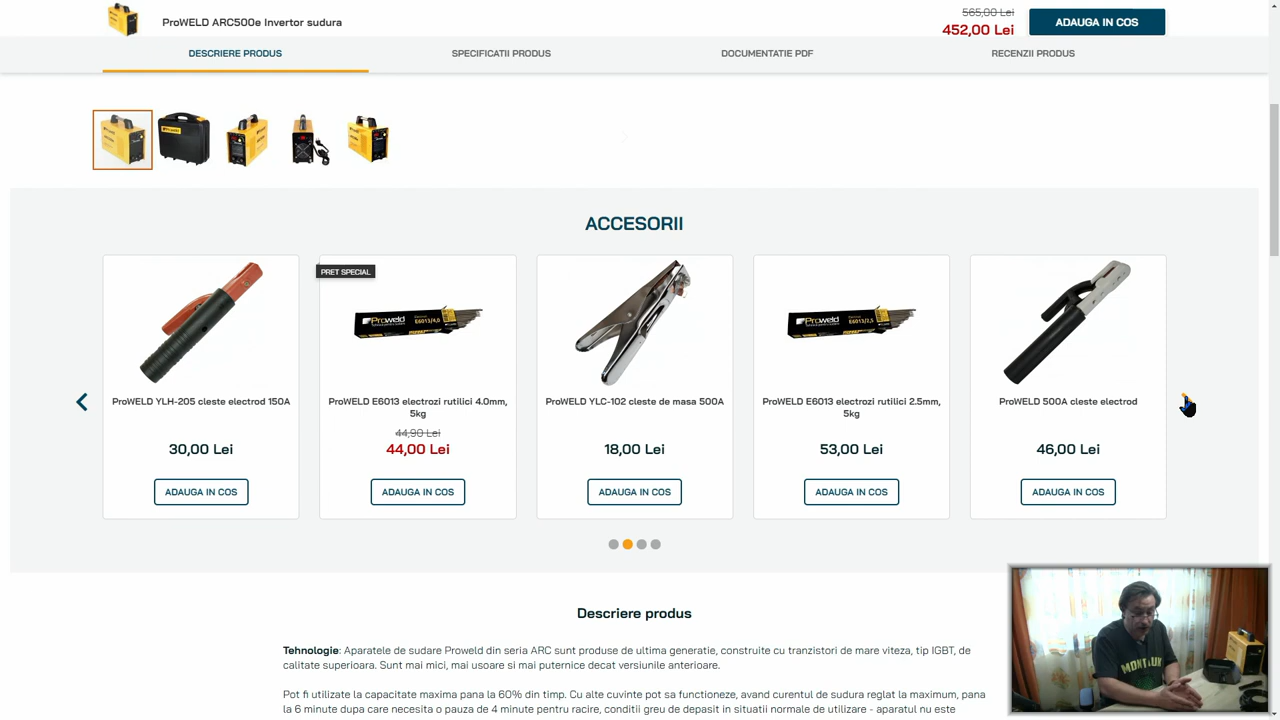 ProWELD ARC500e Invertor sudura
565,00 Lei
452,00 Lei
ADAUGA IN COS
DESCRIERE PRODUS
SPECIFICATII PRODUS
DOCUMENTATIE PDF
RECENZII PRODUS
ACCESORII
PRET SPECIAL
Proweld
E6013/4,0
Proweld
E6013/2,5
ProWELD YLH-205 cleste electrod 150A
30,00 Lei
ADAUGA IN COS
ProWELD E6013 electrozi rutilici 4.0mm,
5kg
44,90 Lei
44,00 Lei
ADAUGA IN COS
ProWELD YLC-102 cleste de masa 500A
18,00 Lei
ADAUGA IN COS
ProWELD E6013 electrozi rutilici 2.5mm,
5kg
53,00 Lei
ADAUGA IN COS
ProWELD 500A cleste electrod
46,00 Lei
ADAUGA IN COS
Descriere produs
Tehnologie: Aparatele de sudare Proweld din seria ARC sunt produse de ultima generatie, construite cu tranzistori de mare viteza, tip IGBT, de
calitate superioara. Sunt mai mici, mai usoare si mai puternice decat versiunile anterioare.
Pot fi utilizate la capacitate maxima pana la 60% din timp. Cu alte cuvinte pot sa functioneze, avand curentul de sudura reglat la maximum, pana
la 6 minute dupa care necesita o pauza de 4 minute pentru racire, conditii greu de depasit in situatii normale de utilizare - aparatul nu este
MONTAUK